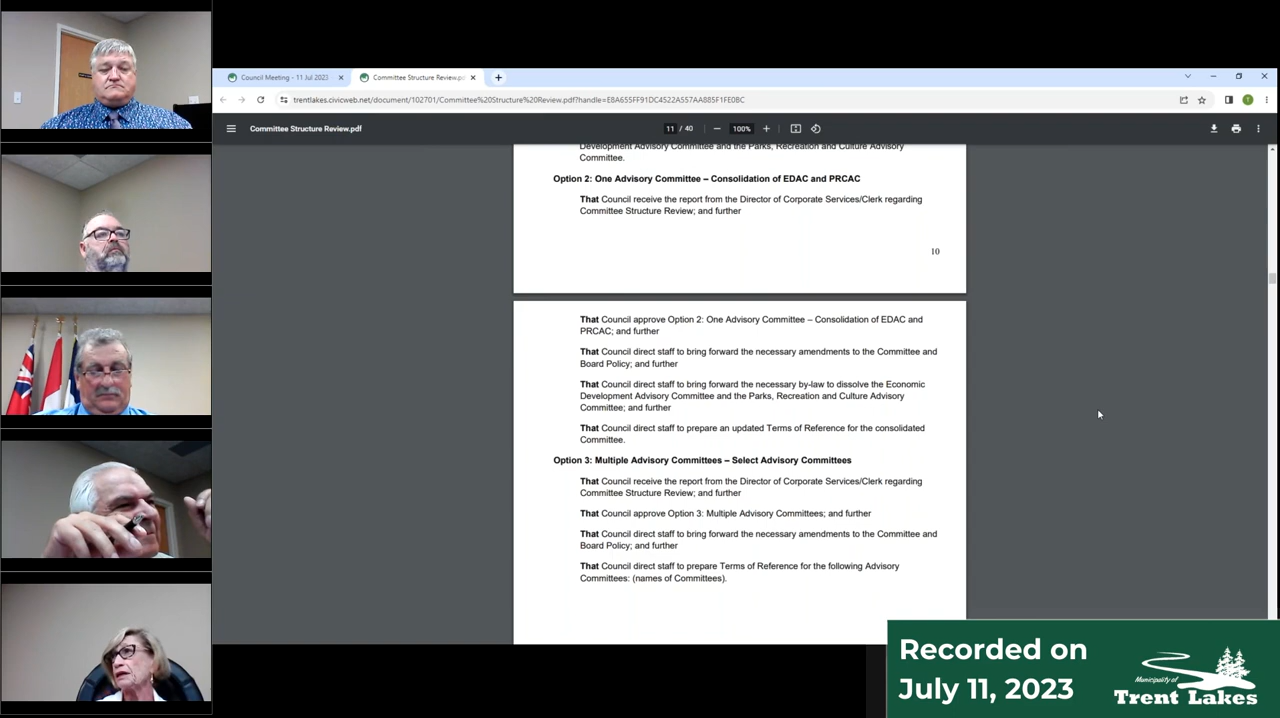 Council Meeting - 11 Jul 2023
Committee Structure Review.pd
trentlakes.civicweb.net/document/102701/Committee%20Structure%20Review.pdf?handle=E8A655FF91DC4522A557AA885F1FE0BC
T
Committee Structure Review.pdf
11 / 40
100%
Development Advisory Committee and the Parks, Recreation and Culture Advisory
Committee.
Option 2: One Advisory Committee – Consolidation of EDAC and PRCAC
That Council receive the report from the Director of Corporate Services/Clerk regarding
Committee Structure Review; and further
10
That Council approve Option 2: One Advisory Committee – Consolidation of EDAC and
PRCAC; and further
That Council direct staff to bring forward the necessary amendments to the Committee and
Board Policy; and further
That Council direct staff to bring forward the necessary by-law to dissolve the Economic
Development Advisory Committee and the Parks, Recreation and Culture Advisory
Committee; and further
That Council direct staff to prepare an updated Terms of Reference for the consolidated
Committee.
Option 3: Multiple Advisory Committees – Select Advisory Committees
That Council receive the report from the Director of Corporate Services/Clerk regarding
Committee Structure Review; and further
That Council approve Option 3: Multiple Advisory Committees; and further
That Council direct staff to bring forward the necessary amendments to the Committee and
Board Policy; and further
That Council direct staff to prepare Terms of Reference for the following Advisory
Committees: (names of Committees).
Recorded on
July 11, 2023
Municipality of
Trent Lakes